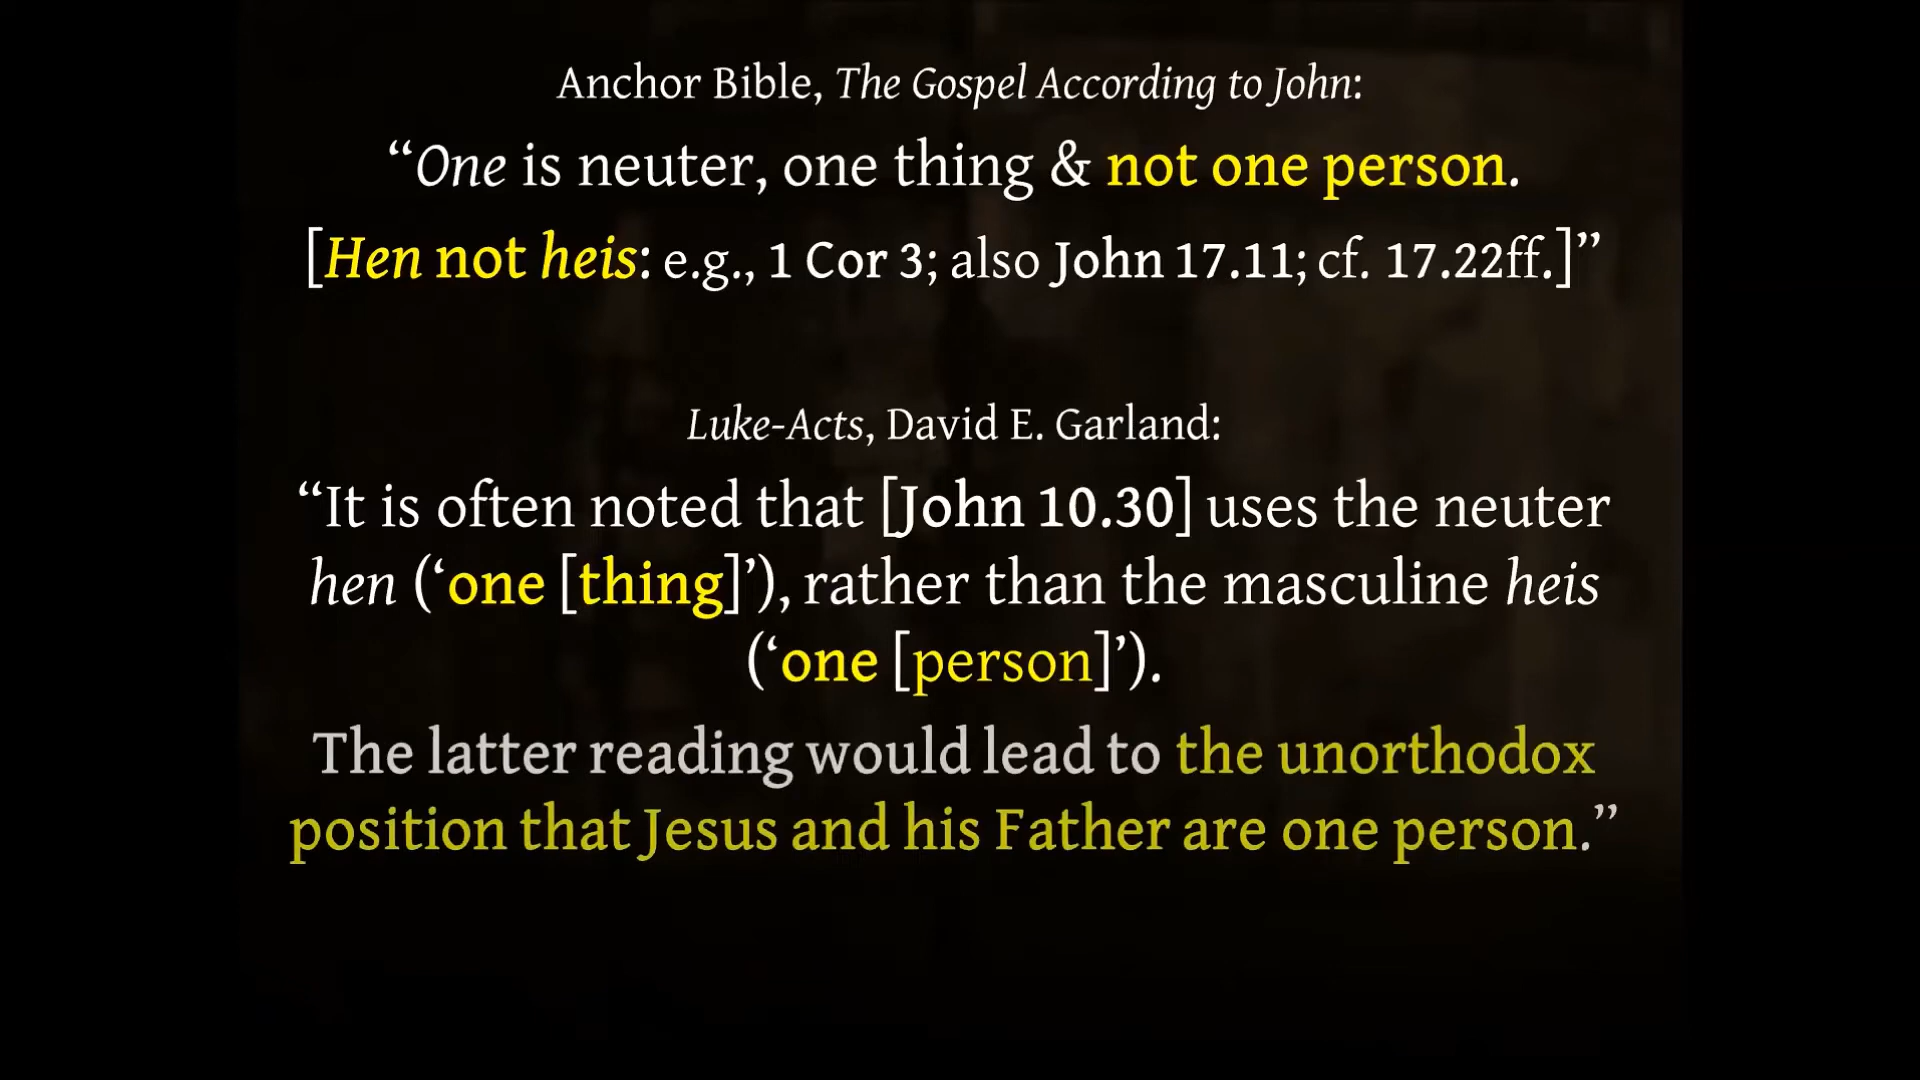 Anchor Bible, The Gospel According to John:
“One is neuter, one thing & not one person.
[Hen not heis: e.g., 1 Cor 3; also John 17.11; cf. 17.22ff.]”
Luke-Acts, David E. Garland:
“It is often noted that [John 10.30] uses the neuter
hen (‘one [thing]’), rather than the masculine heis
(‘one [person]’).
The latter reading would lead to the unorthodox
position that Jesus and his Father are one person.”